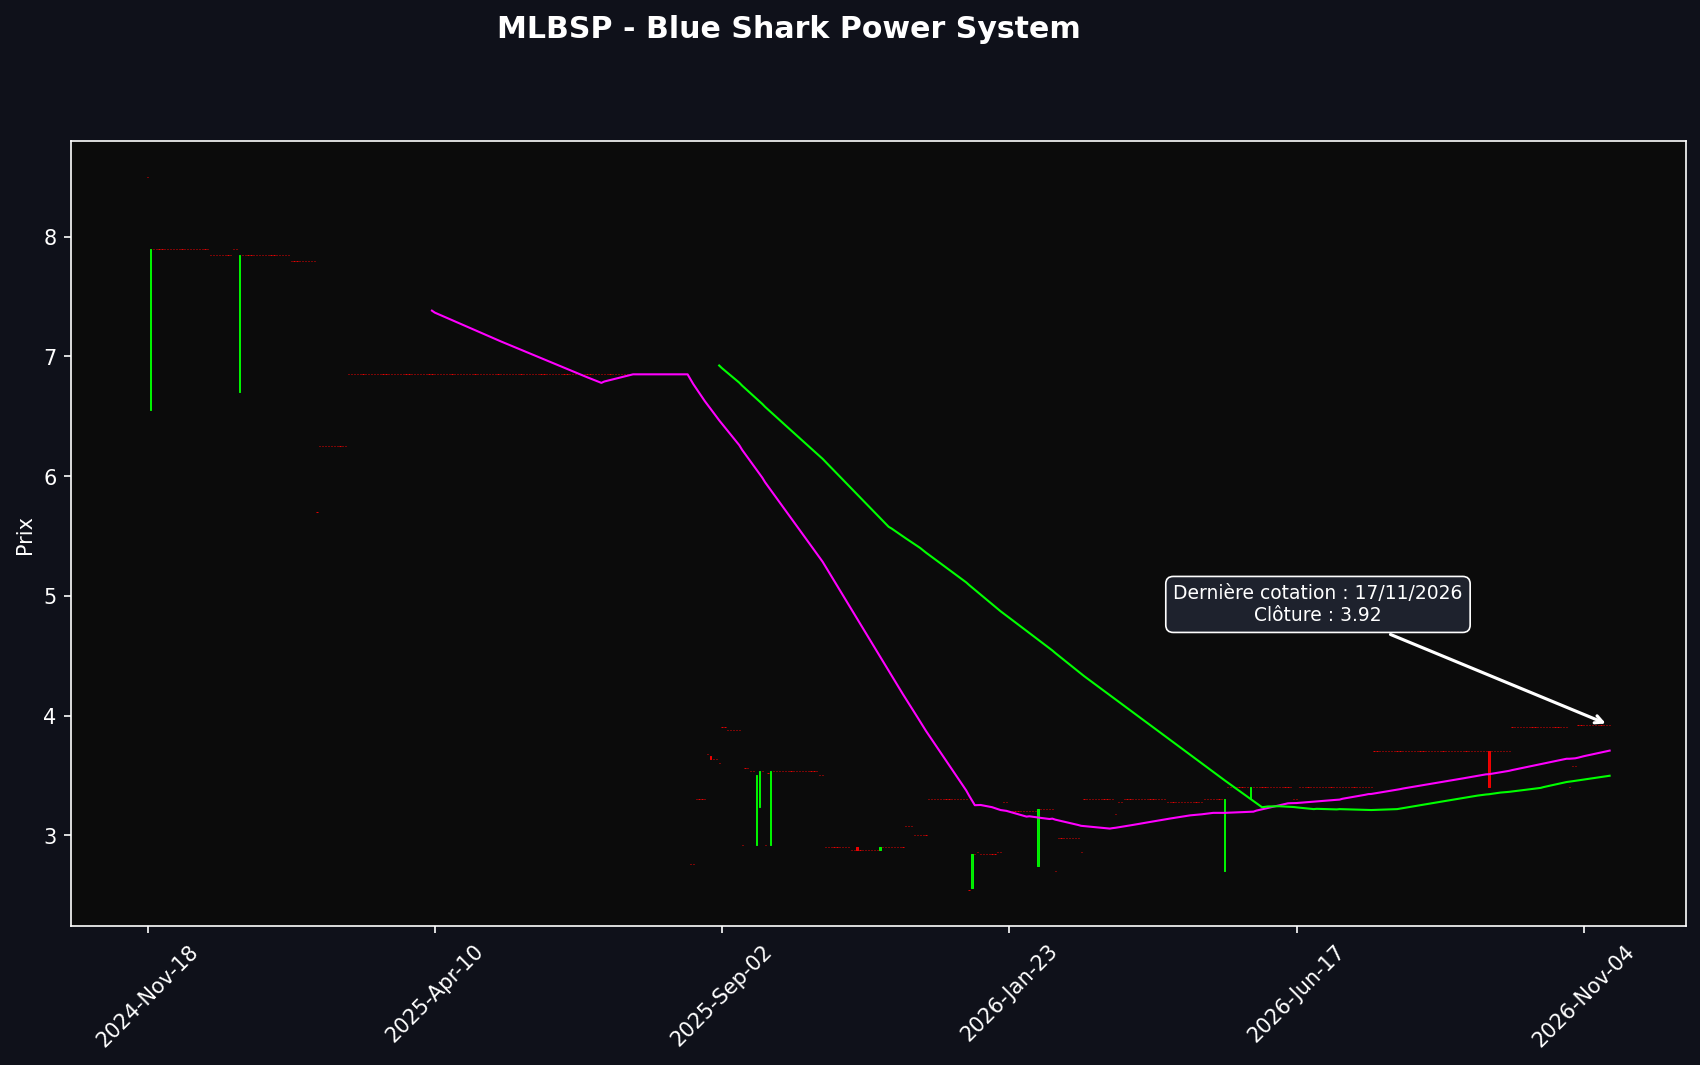 MLBSP - Blue Shark Power System
Prix
8
7
6
5
4
3
Dernière cotation : 17/11/2026
Clôture : 3.92
2024-Nov-18
2025-Apr-10
2025-Sep-02
2026-Jan-23
2026-Jun-17
2026-Nov-04